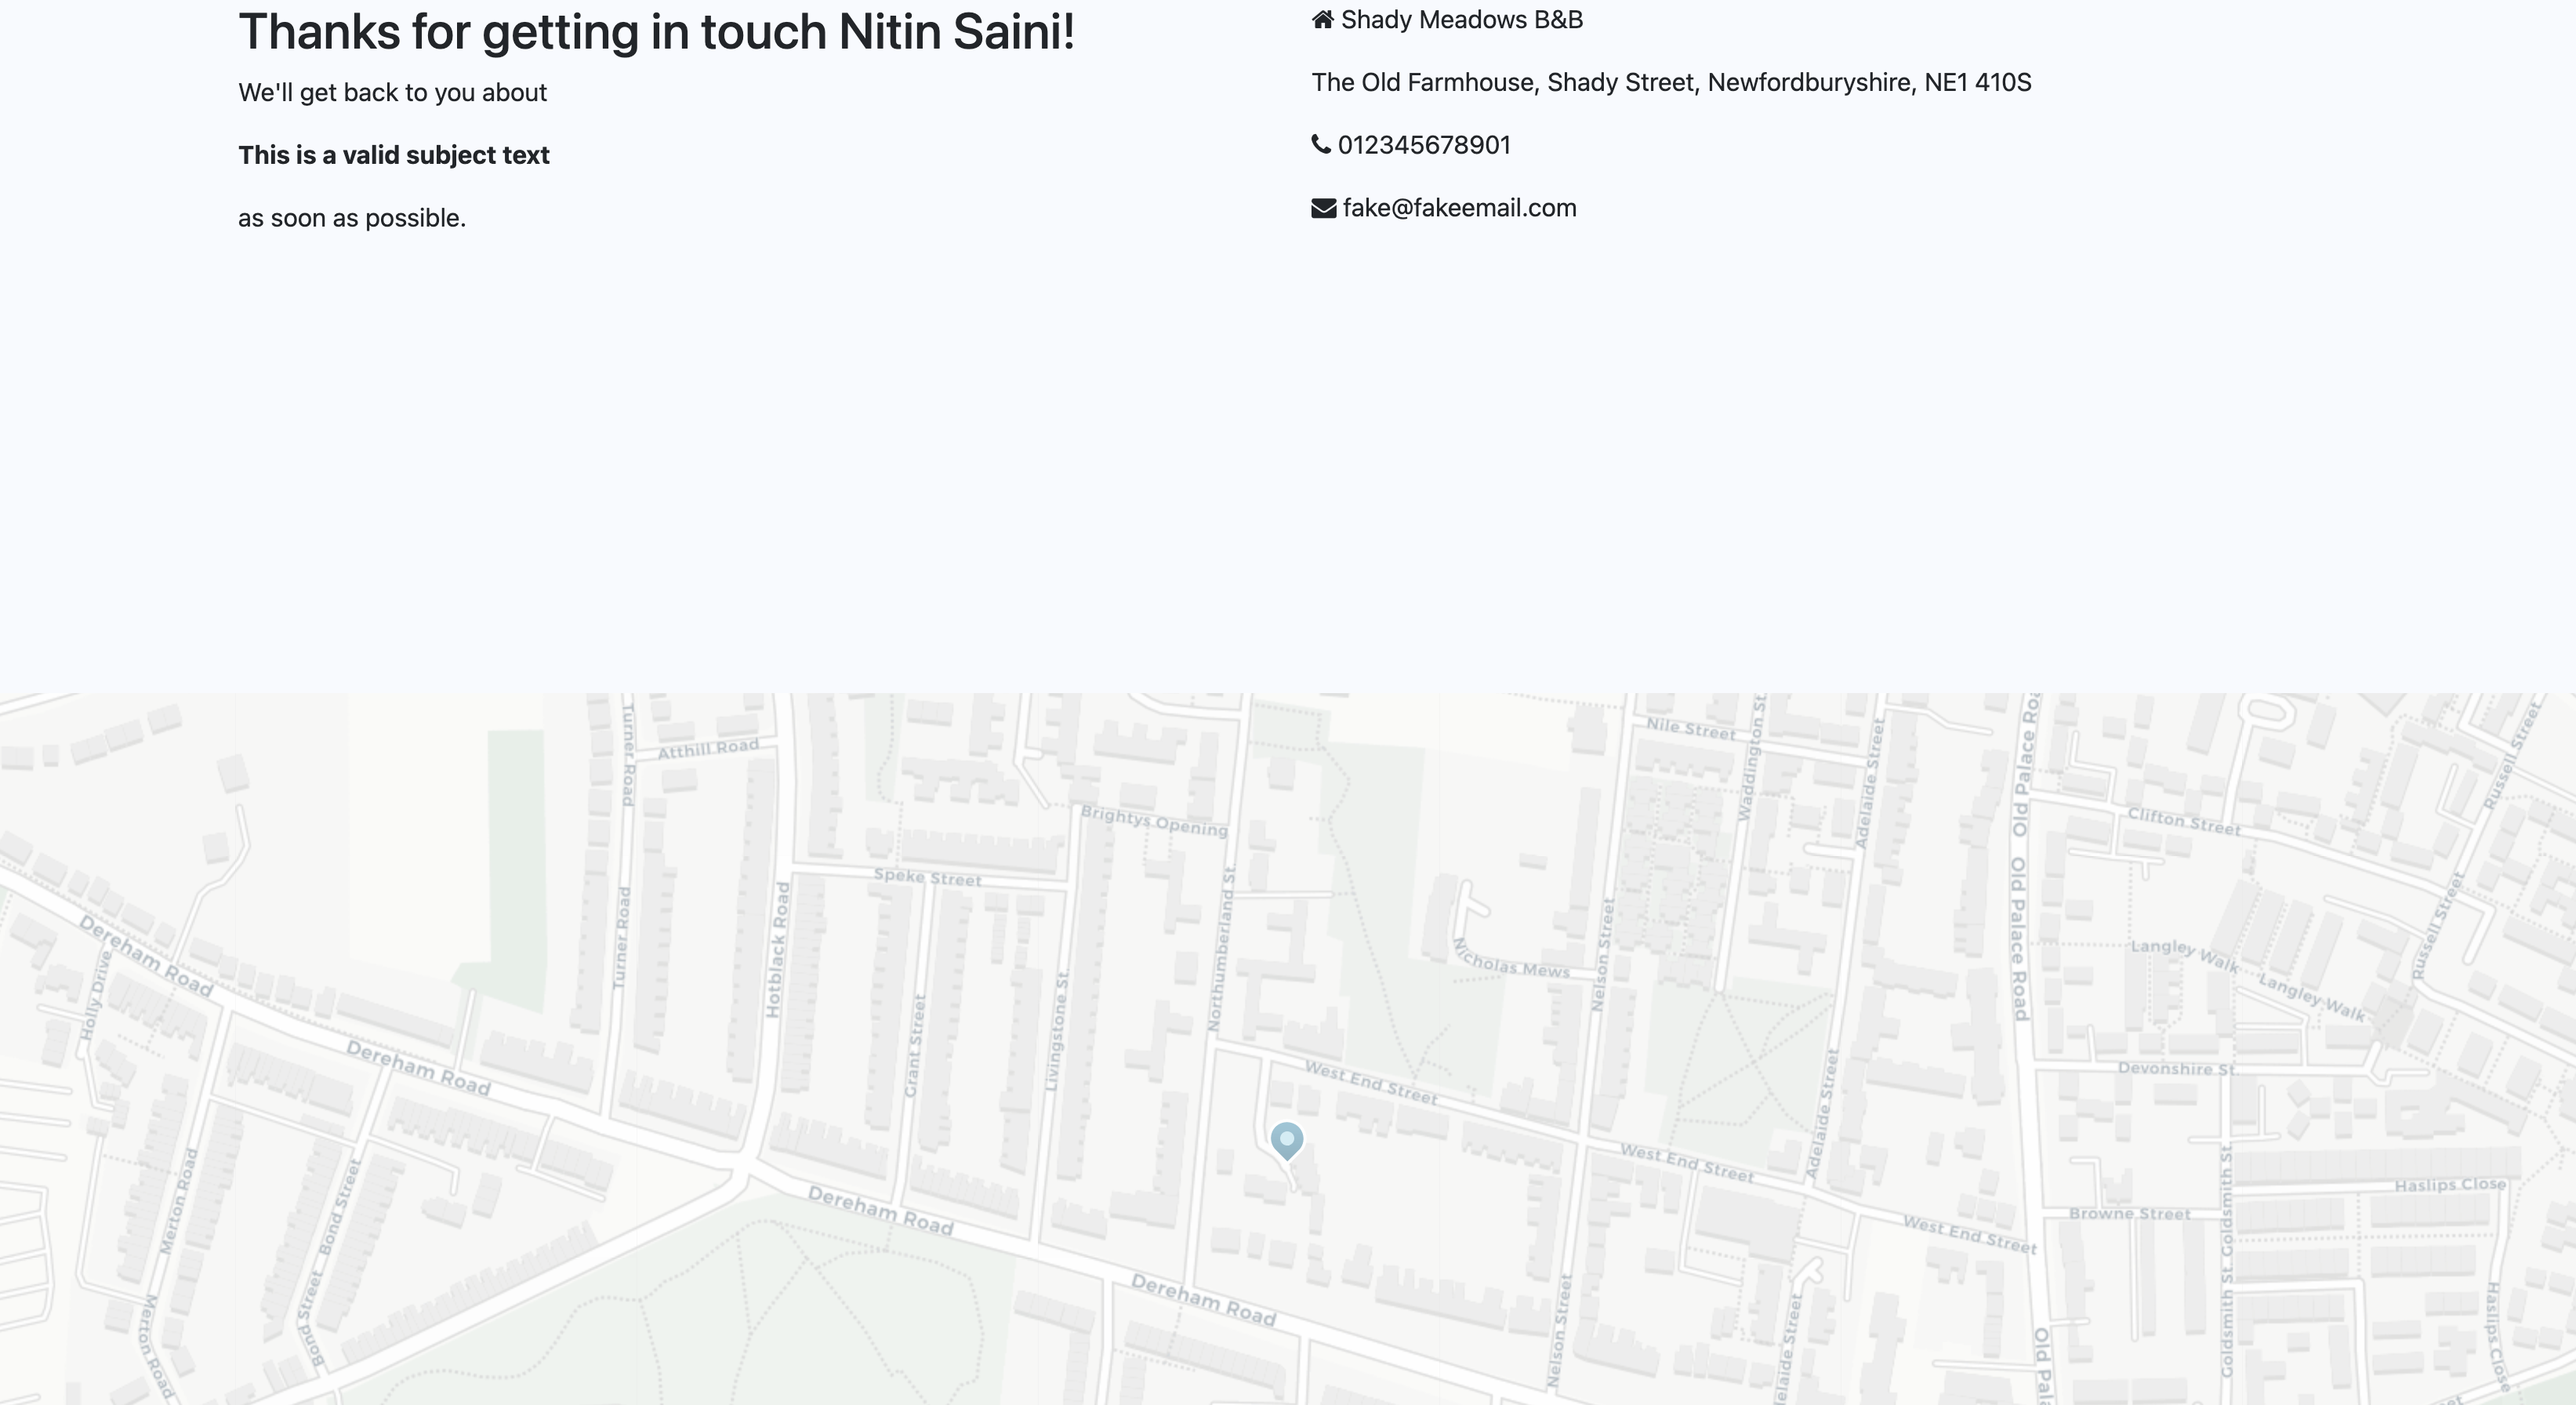 Thanks for getting in touch Nitin Saini!
We'll get back to you about
This is a valid subject text
as soon as possible.
Shady Meadows B&B
The Old Farmhouse, Shady Street, Newfordburyshire, NE1 410S
012345678901
fake@fakeemail.com
Turner Road
Atthill Road
Nile Street
Waddington St.
Adelaide Street
Old Palace Road
Russell Street
Brightys Opening
Clifton Street
Speke Street
Dereham Road
Holly Drive
Turner Road
Hotblack Road
Northumberland St.
Nicholas Mews
Nelson Street
Old Palace Road
Langley Walk
Langley Walk
Russell Street
Dereham Road
Grant Street
Livingstone St.
West End Street
Adelaide Street
Devonshire St.
Merton Road
Bond Street
Dereham Road
West End Street
West End Street
Browne Street
Goldsmith St.
Haslips Close
Merton Road
Bond Street
Dereham Road
Nelson Street
Adelaide Street
Old Pala
Goldsmith St.
Haslips Close